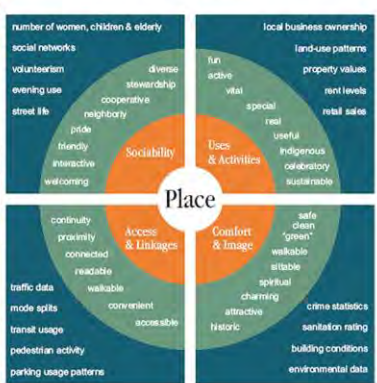 number of women, children & elderly
social networks
volunteerism
evening use
street life
diverse
stewardship
cooperative
neighborly
pride
friendly
interactive
welcoming
Sociability
local business ownership
land-use patterns
property values
rent levels
retail sales
fun
active
vital
special
real
useful
indigenous
celebratory
sustainable
Uses
& Activities
Place
Access
& Linkages
continuity
proximity
connected
readable
walkable
convenient
accessible
traffic data
mode splits
transit usage
pedestrian activity
parking usage patterns
Comfort
& Image
safe
clean
"green"
walkable
sittable
spiritual
charming
attractive
historic
crime statistics
sanitation rating
building conditions
environmental data